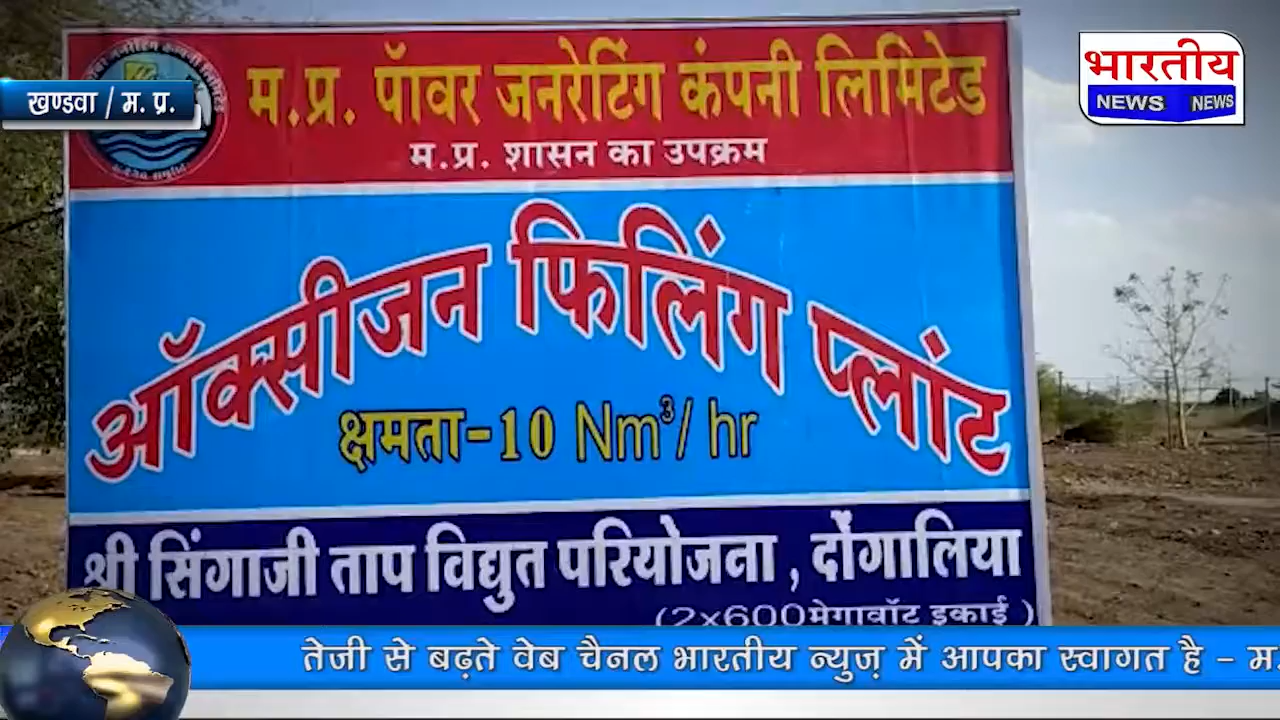 खण्डवा / म. प्र.
भारतीय
NEWS NEWS
म.प्र. पॉवर जनरेटिंग कंपनी लिमिटेड
म.प्र. शासन का उपक्रम
ऑक्सीजन फिलिंग प्लांट
क्षमता-10 Nm³/ hr
श्री सिंगाजी ताप विद्युत परियोजना , दोंगालिया
(2x600मेगावॉट इकाई )
तेजी से बढ़ते वेब चैनल भारतीय न्युज़ में आपका स्वागत है - म.